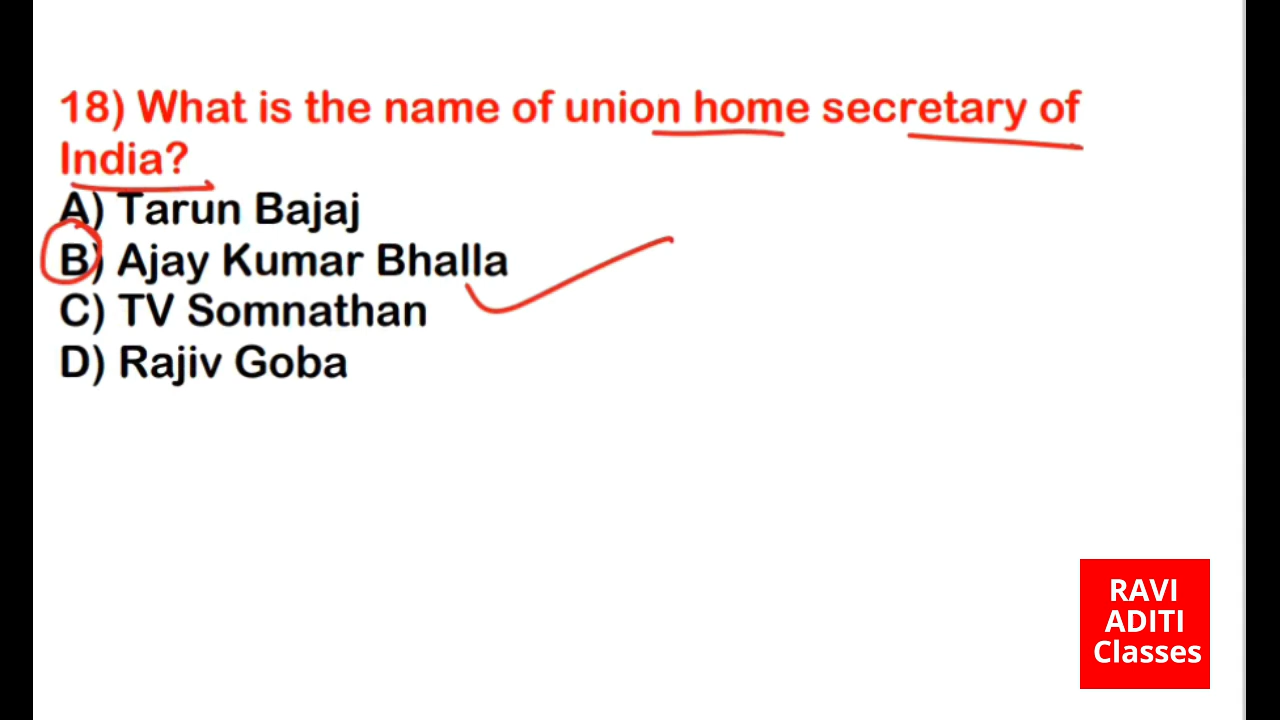 18) What is the name of union home secretary of
India?
A) Tarun Bajaj
B) Ajay Kumar Bhalla
C) TV Somnathan
D) Rajiv Goba
RAVI
ADITI
Classes